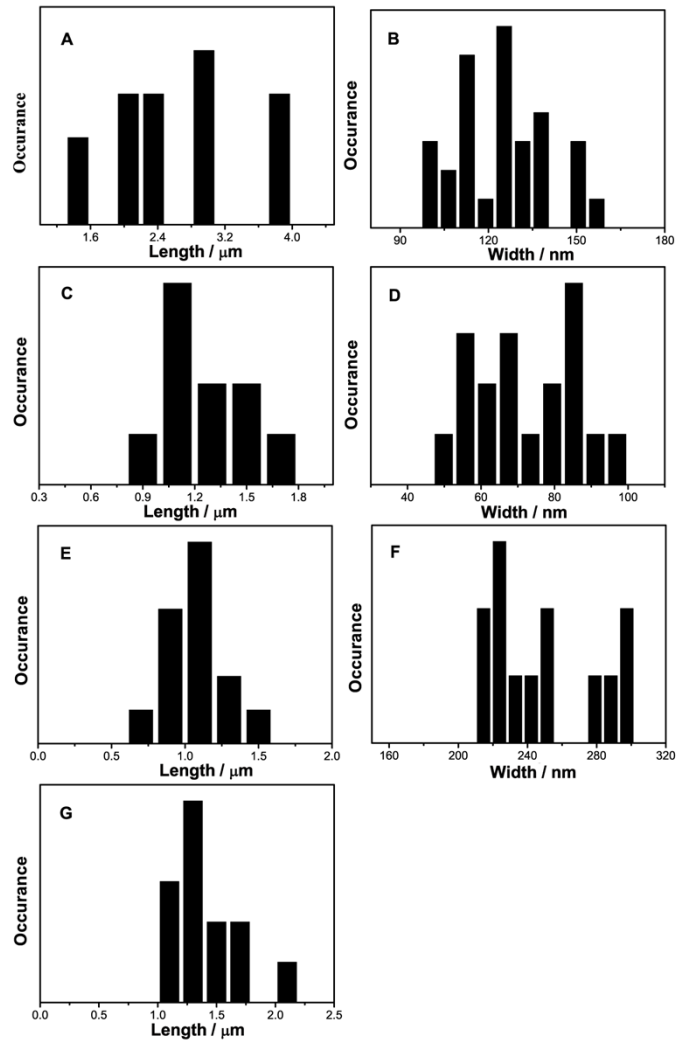 A
Occurance
1.6 2.4 3.2 4.0
Length / μm
B
Occurance
90 120 150 180
Width / nm
C
Occurance
0.3 0.6 0.9 1.2 1.5 1.8
Length / μm
D
Occurance
40 60 80 100
Width / nm
E
Occurance
0.0 0.5 1.0 1.5 2.0
Length / μm
F
Occurance
160 200 240 280 320
Width / nm
G
Occurance
0.0 0.5 1.0 1.5 2.0 2.5
Length / μm